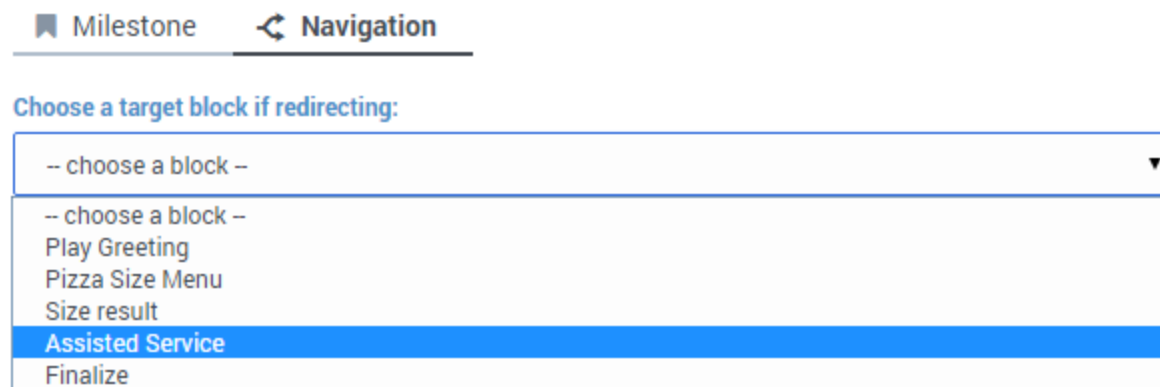 Milestone Navigation
Choose a target block if redirecting:
-- choose a block --
-- choose a block --
Play Greeting
Pizza Size Menu
Size result
Assisted Service
Finalize